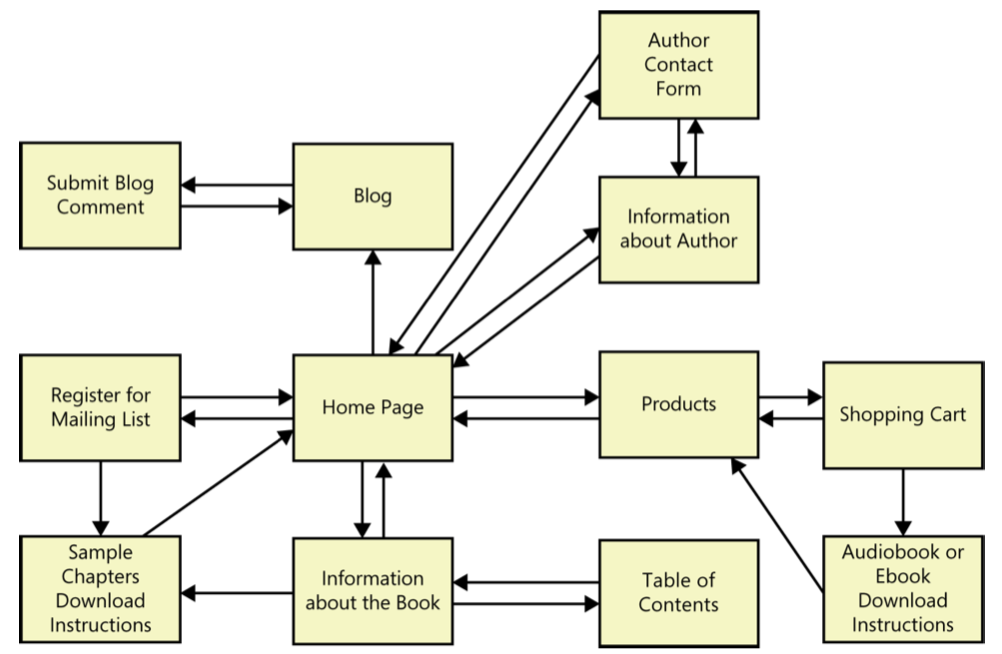 Author
Contact
Form
Submit Blog
Comment
Blog
Information
about Author
Register for
Mailing List
Home Page
Products
Shopping Cart
Sample
Chapters
Download
Instructions
Information
about the Book
Table of
Contents
Audiobook or
Ebook
Download
Instructions